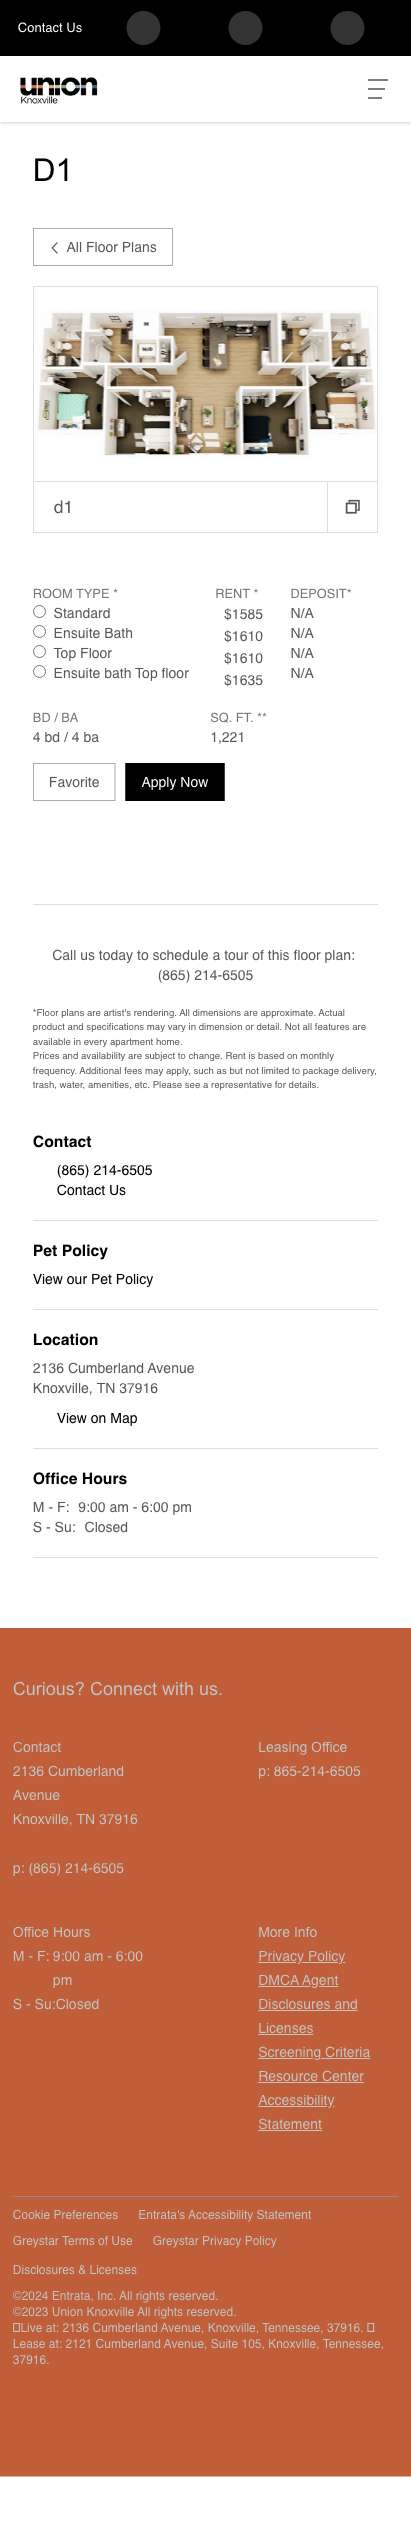 Contact Us
union
Knoxville
D1
All Floor Plans
d1
ROOM TYPE * RENT * DEPOSIT*
Standard $1585 N/A
Ensuite Bath $1610 N/A
Top Floor $1610 N/A
Ensuite bath Top floor $1635 N/A
BD / BA SQ. FT. **
4 bd / 4 ba 1,221
Favorite Apply Now
Call us today to schedule a tour of this floor plan:
(865) 214-6505
*Floor plans are artist's rendering. All dimensions are approximate. Actual
product and specifications may vary in dimension or detail. Not all features are
available in every apartment home.
Prices and availability are subject to change. Rent is based on monthly
frequency. Additional fees may apply, such as but not limited to package delivery,
trash, water, amenities, etc. Please see a representative for details.
Contact
(865) 214-6505
Contact Us
Pet Policy
View our Pet Policy
Location
2136 Cumberland Avenue
Knoxville, TN 37916
View on Map
Office Hours
M - F: 9:00 am - 6:00 pm
S - Su: Closed
Curious? Connect with us.
Contact
2136 Cumberland
Avenue
Knoxville, TN 37916
p: (865) 214-6505
Leasing Office
p: 865-214-6505
Office Hours
M - F: 9:00 am - 6:00
pm
S - Su:Closed
More Info
Privacy Policy
DMCA Agent
Disclosures and
Licenses
Screening Criteria
Resource Center
Accessibility
Statement
Cookie Preferences Entrata's Accessibility Statement
Greystar Terms of Use Greystar Privacy Policy
Disclosures & Licenses
©2024 Entrata, Inc. All rights reserved.
©2023 Union Knoxville All rights reserved.
Live at: 2136 Cumberland Avenue, Knoxville, Tennessee, 37916.
Lease at: 2121 Cumberland Avenue, Suite 105, Knoxville, Tennessee,
37916.